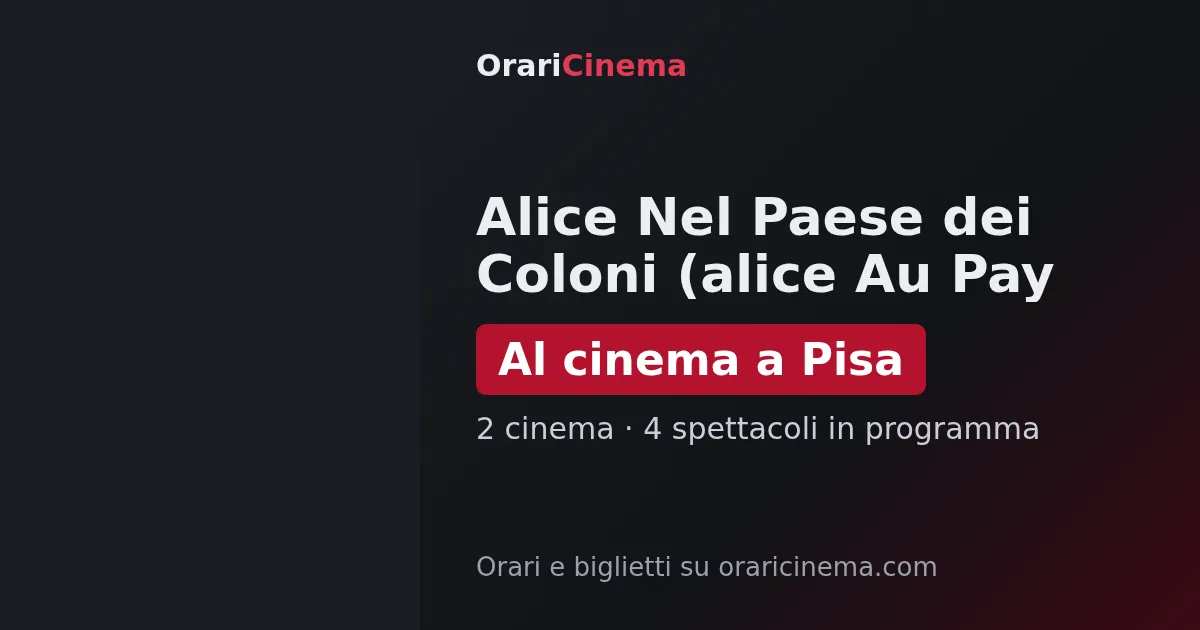 OrariCinema
Alice Nel Paese dei
Coloni (alice Au Pay
Al cinema a Pisa
2 cinema · 4 spettacoli in programma
Orari e biglietti su oraricinema.com